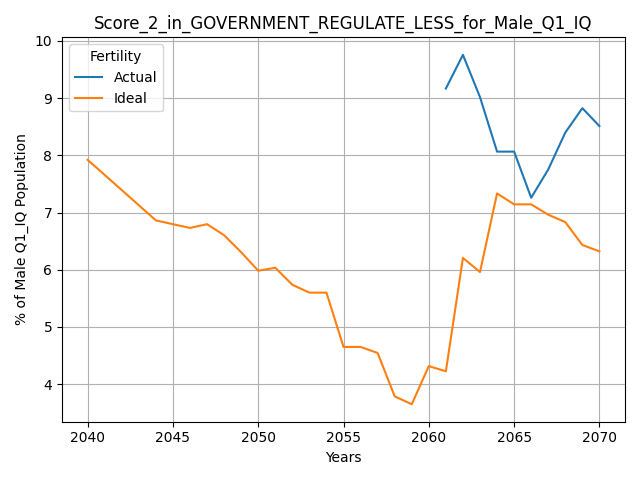 Score_2_in_GOVERNMENT_REGULATE_LESS_for_Male_Q1_IQ
Fertility
Actual
Ideal
% of Male Q1_IQ Population
10
9
8
7
6
5
4
2040 2045 2050 2055 2060 2065 2070
Years